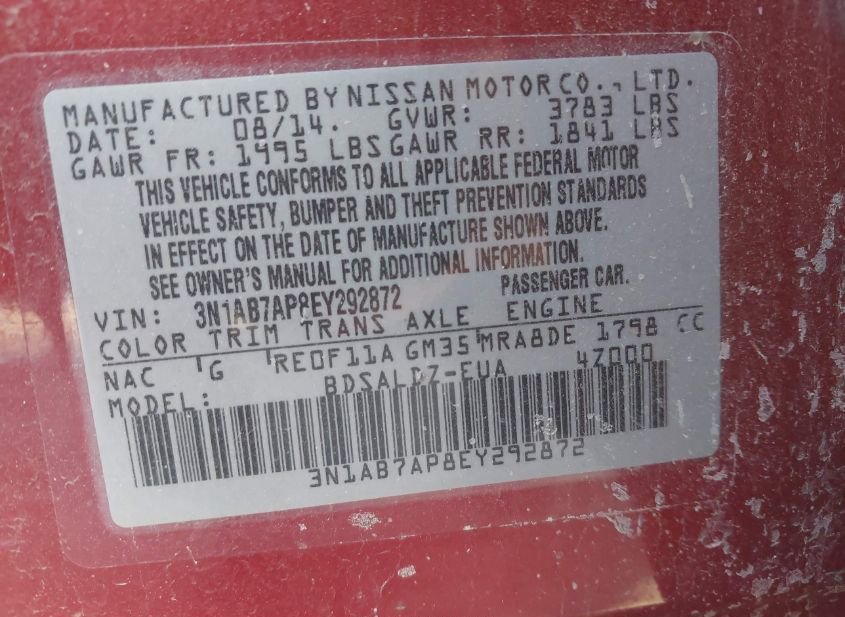 MANUFACTURED BY NISSAN MOTOR CO., LTD.
DATE: 08/14. GVWR: 3783 LBS
GAWR FR: 1995 LBS GAWR RR: 1841 LBS
THIS VEHICLE CONFORMS TO ALL APPLICABLE FEDERAL MOTOR
VEHICLE SAFETY, BUMPER AND THEFT PREVENTION STANDARDS
IN EFFECT ON THE DATE OF MANUFACTURE SHOWN ABOVE.
SEE OWNER'S MANUAL FOR ADDITIONAL INFORMATION.
VIN: 3N1AB7AP8EY292872 PASSENGER CAR.
COLOR TRIM TRANS AXLE ENGINE
NAC G RE0F11A GM35 MRA8DE 1798 CC
MODEL: BDSALDZ-EUA 4Z000
3N1AB7AP8EY292872